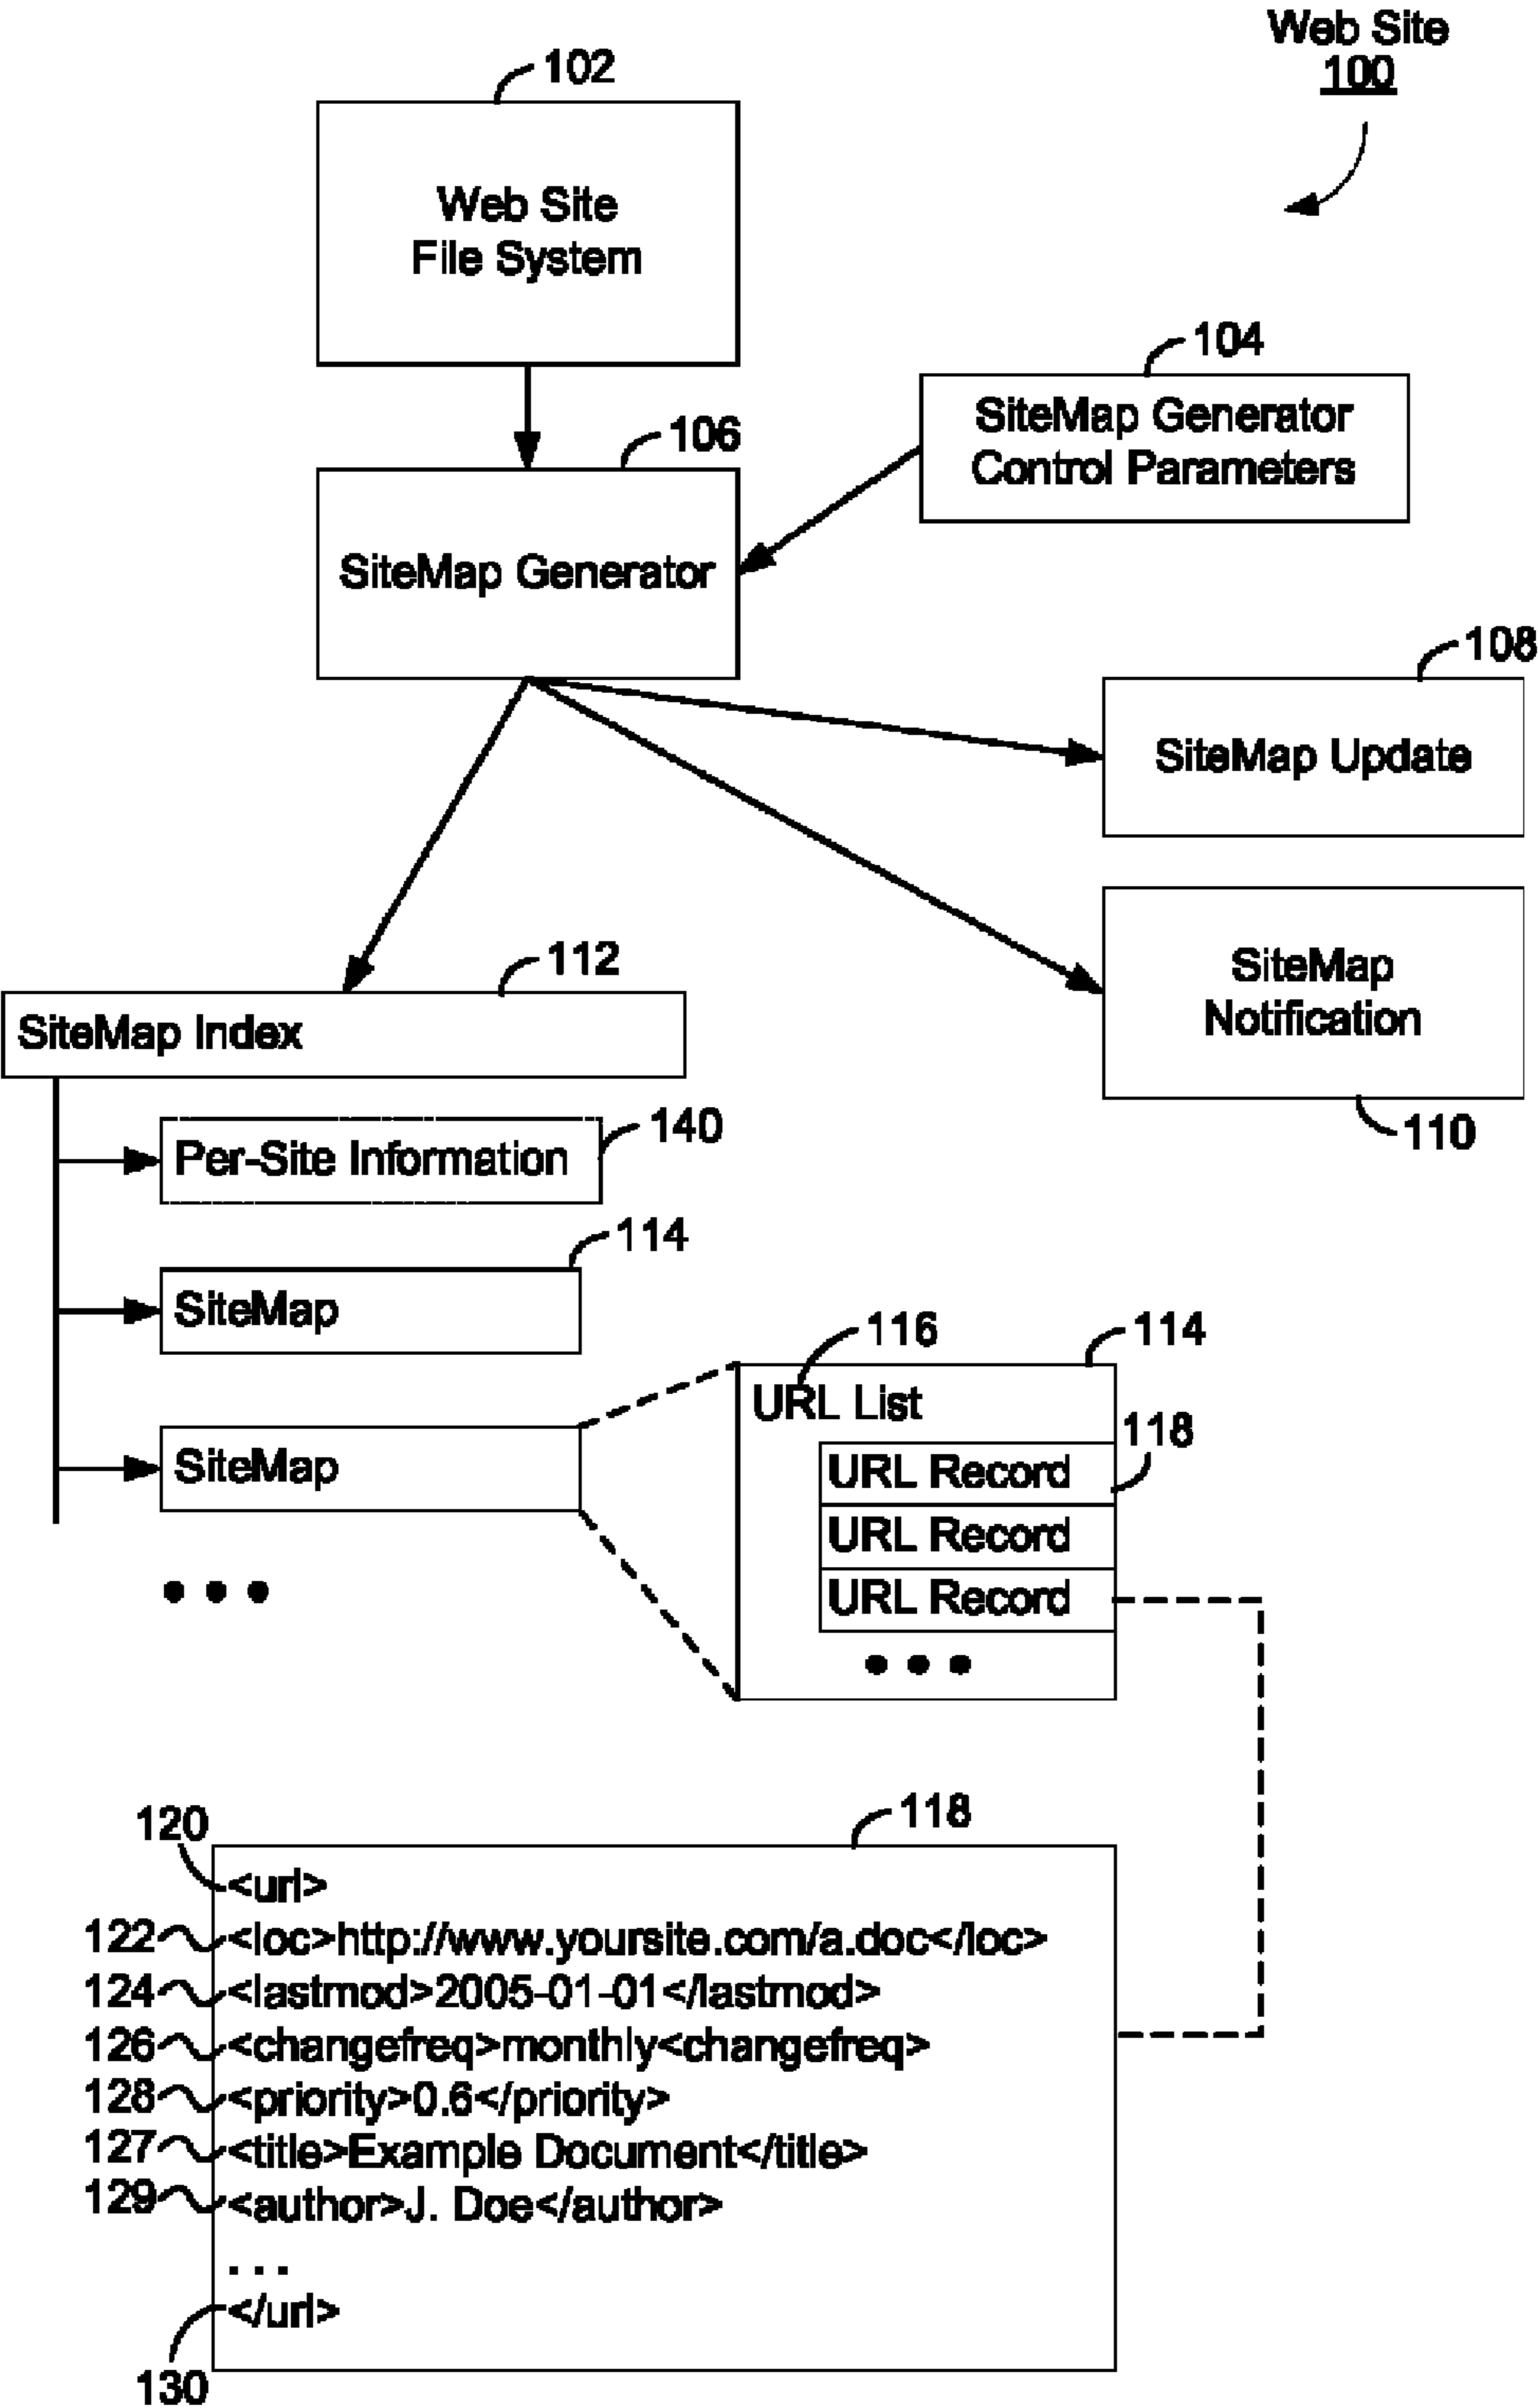 Web Site
100
102
Web Site
File System
104
SiteMap Generator
Control Parameters
106
SiteMap Generator
108
SiteMap Update
SiteMap
Notification
110
112
SiteMap Index
140
Per-Site Information
114
SiteMap
116
114
URL List
118
SiteMap
URL Record
URL Record
URL Record
118
120
<url>
122
<loc>http://www.yoursite.com/a.doc</loc>
124
<lastmod>2005-01-01</lastmod>
126
<changefreq>monthly<changefreq>
128
<priority>0.6</priority>
127
<title>Example Document</title>
129
<author>J. Doe</author>
. . .
</url>
130